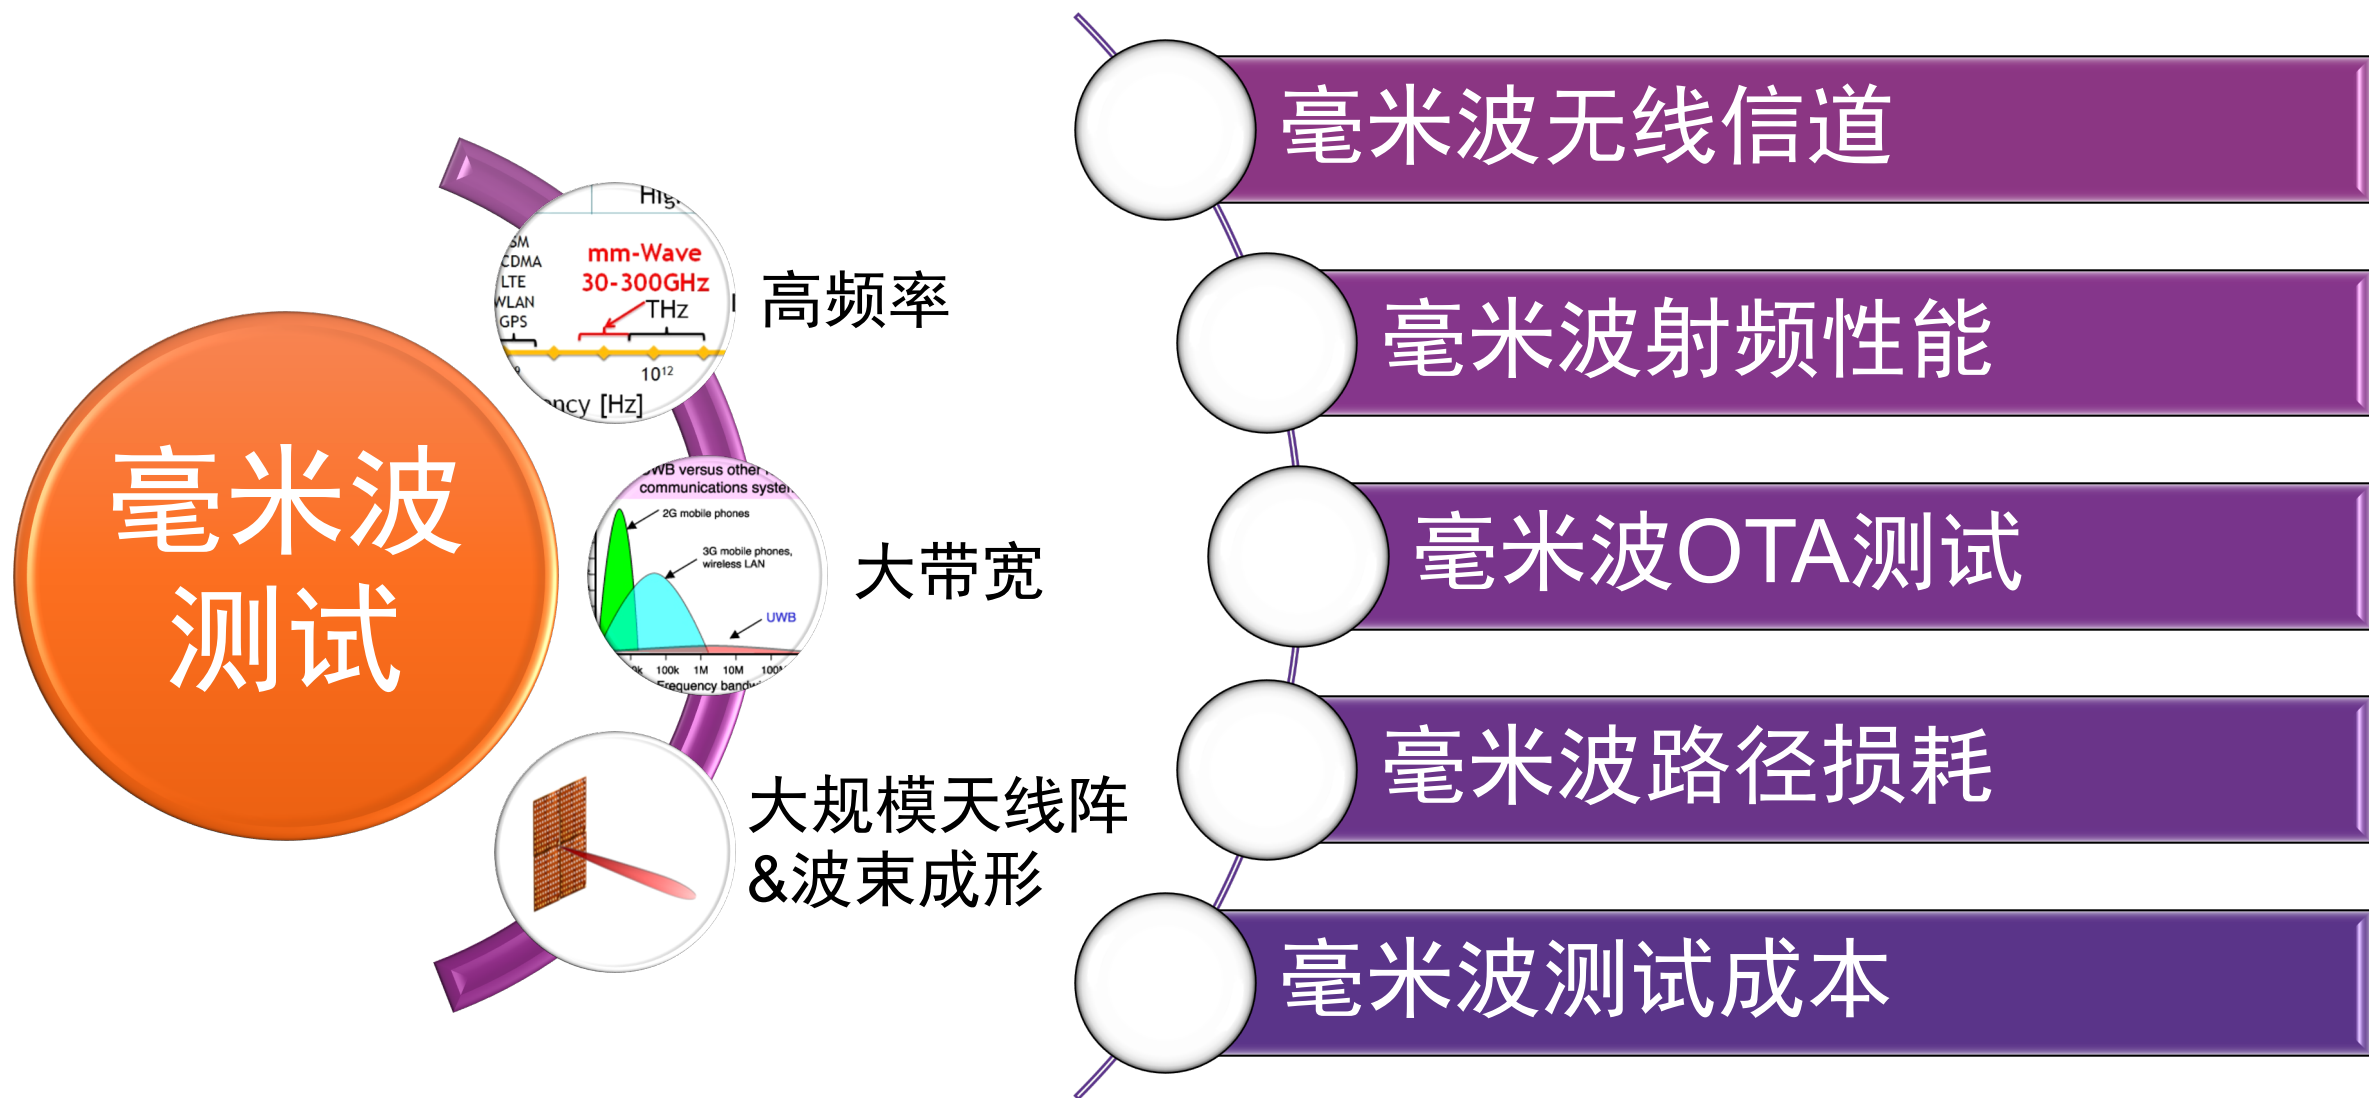 毫米波
测试
mm-Wave
30-300GHz
THz
CDMA
LTE
WLAN
GPS
10¹²
[Hz]
高频率
UWB versus other
communications
2G mobile phones
3G mobile phones,
wireless LAN
UWB
100k 1M 10M
Frequency
大带宽
大规模天线阵
&波束成形
毫米波无线信道
毫米波射频性能
毫米波OTA测试
毫米波路径损耗
毫米波测试成本